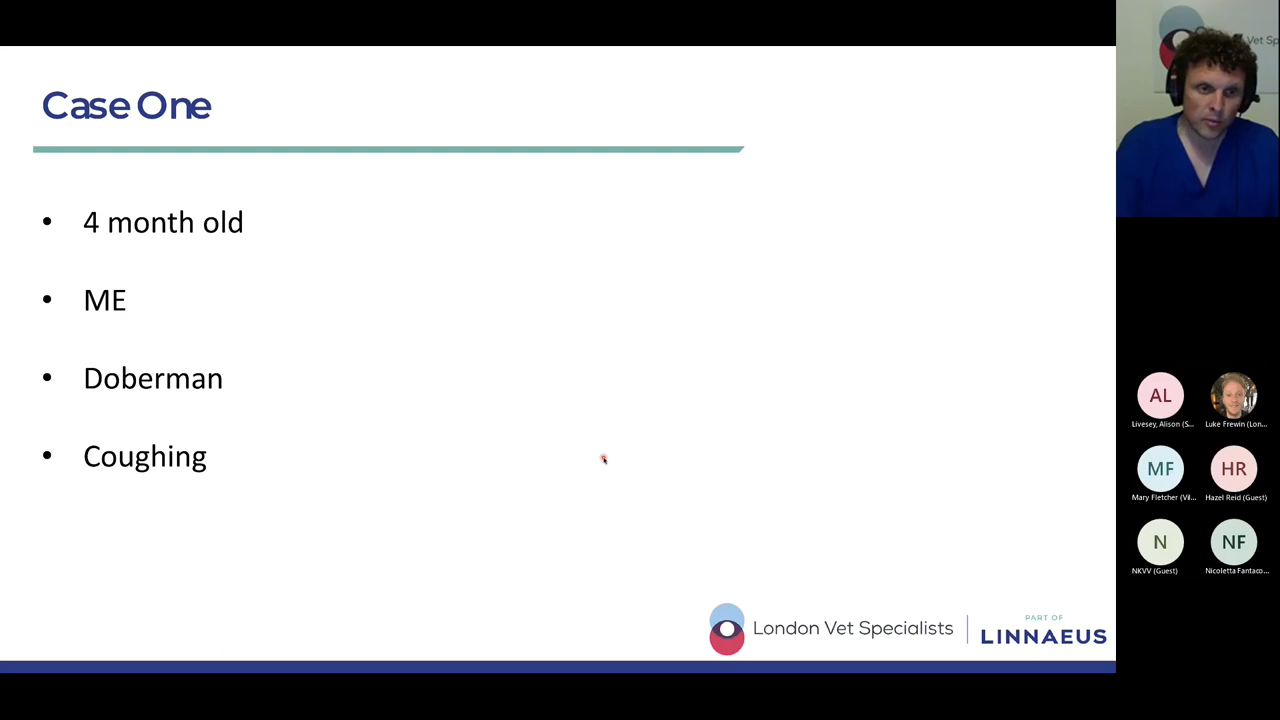 Case One
• 4 month old
• ME
• Doberman
• Coughing
London Vet Specialists
PART OF
LINNAEUS
Vet Sp
AL
Livesey, Alison (S...
Luke Frewin (Lon...
MF
Mary Fletcher (Vil...
HR
Hazel Reid (Guest)
N
NKVV (Guest)
NF
Nicoletta Fantaco...